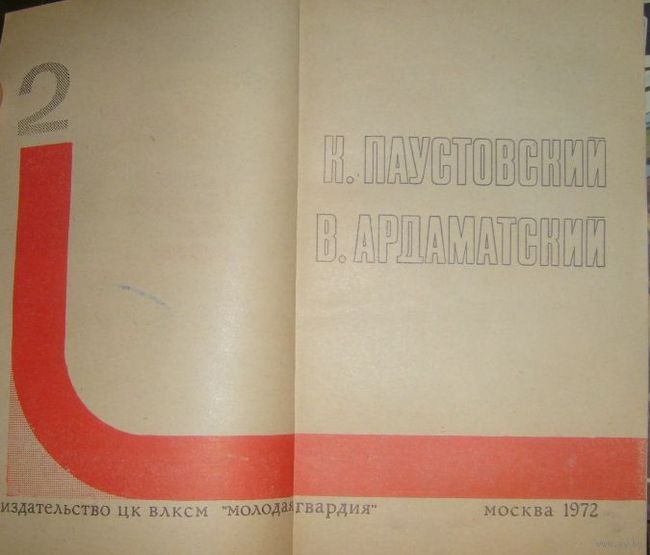 2
К. ПАУСТОВСКИЙ
В. АРДАМАТСКИЙ
ИЗДАТЕЛЬСТВО ЦК ВЛКСМ "МОЛОДАЯ ГВАРДИЯ" МОСКВА 1972